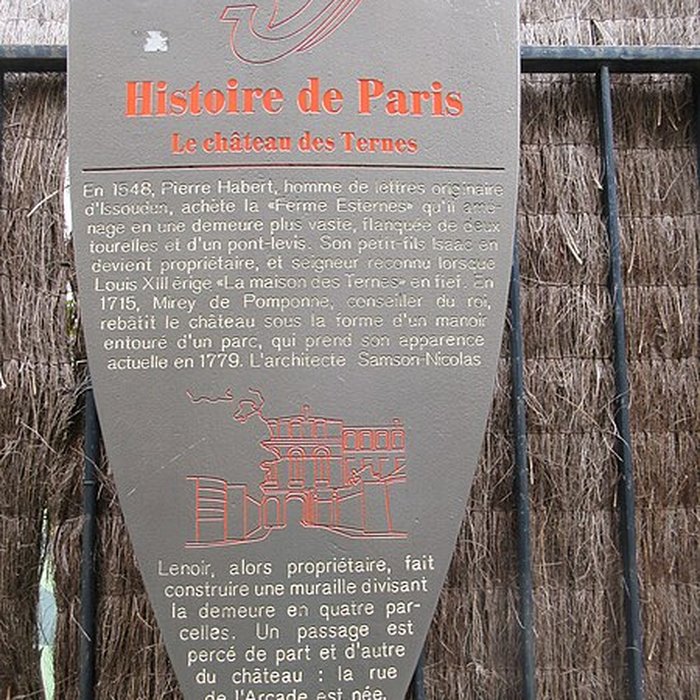 Histoire de Paris
Le château des Ternes
En 1548, Pierre Habert, homme de lettres originaire
d'Issoudun, achète la «Ferme Esternes» qu'il amé-
nage en une demeure plus vaste, flanquée de deux
tourelles et d'un pont-levis. Son petit-fils Isaac en
devient propriétaire, et seigneur reconnu lorsque
Louis XIII érige «La maison des Ternes» en fief. En
1715, Mirey de Pomponne, conseiller du roi,
rebâtit le château sous la forme d'un manoir
entouré d'un parc, qui prend son apparence
actuelle en 1779. L'architecte Samson-Nicolas
Lenoir, alors propriétaire, fait
construire une muraille divisant
la demeure en quatre par-
celles. Un passage est
percé de part et d'autre
du château : la rue
de l'Arcade est née.